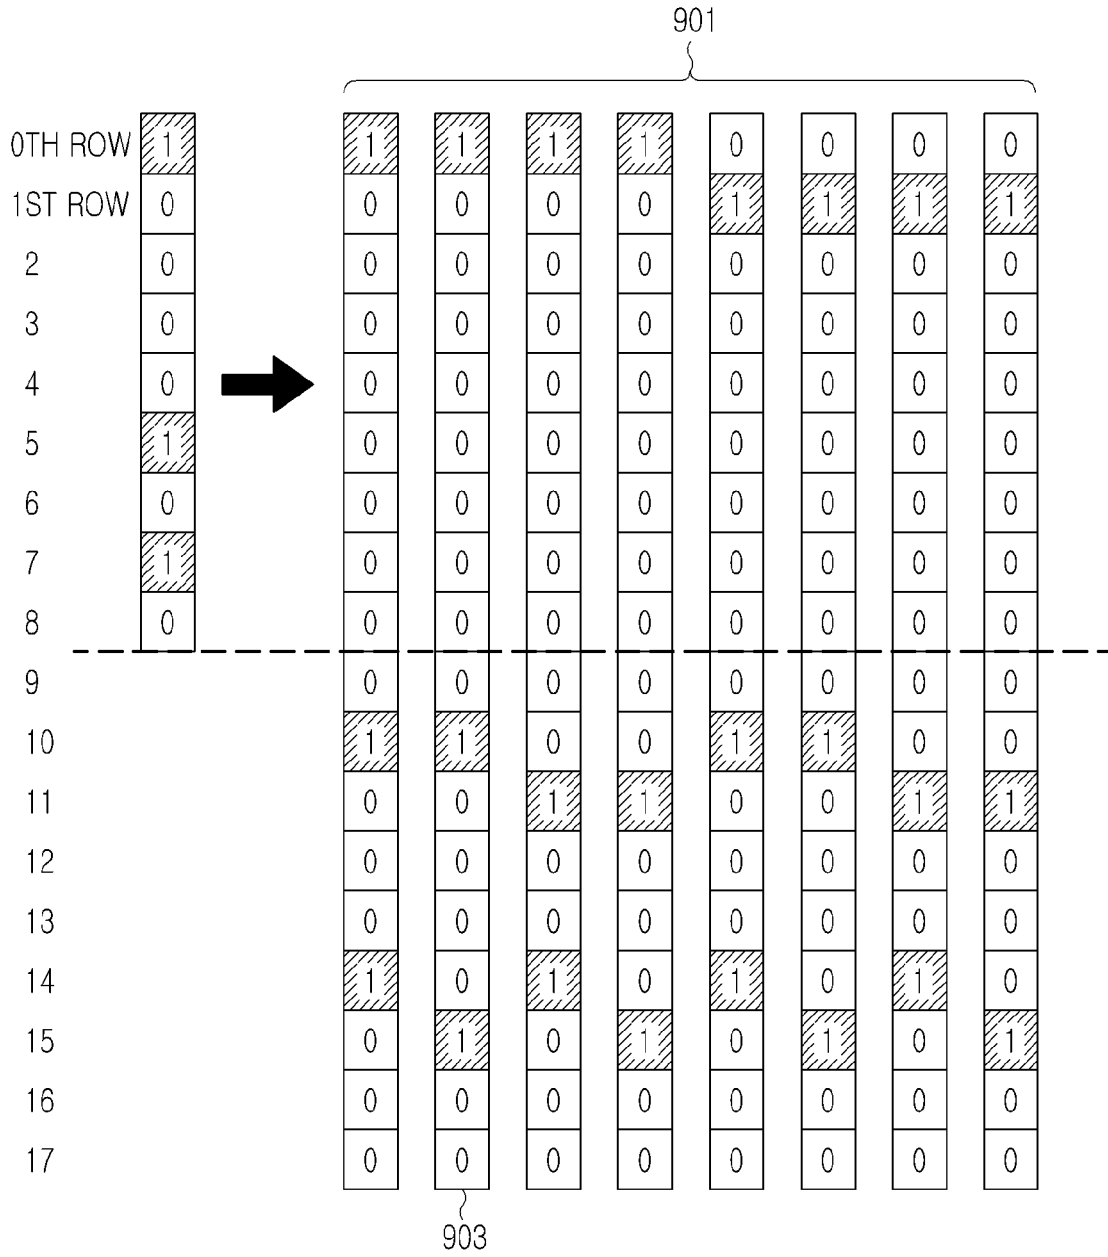 901
0TH ROW 1 1 1 1 1 0 0 0 0
1ST ROW 0 0 0 0 0 1 1 1 1
2 0 0 0 0 0 0 0 0 0
3 0 0 0 0 0 0 0 0 0
4 0 0 0 0 0 0 0 0 0
5 1 0 0 0 0 0 0 0 0
6 0 0 0 0 0 0 0 0 0
7 1 0 0 0 0 0 0 0 0
8 0 0 0 0 0 0 0 0 0
9 0 0 0 0 0 0 0 0
10 1 1 0 0 1 1 0 0
11 0 0 1 1 0 0 1 1
12 0 0 0 0 0 0 0 0
13 0 0 0 0 0 0 0 0
14 1 0 1 0 1 0 1 0
15 0 1 0 1 0 1 0 1
16 0 0 0 0 0 0 0 0
17 0 0 0 0 0 0 0 0
903